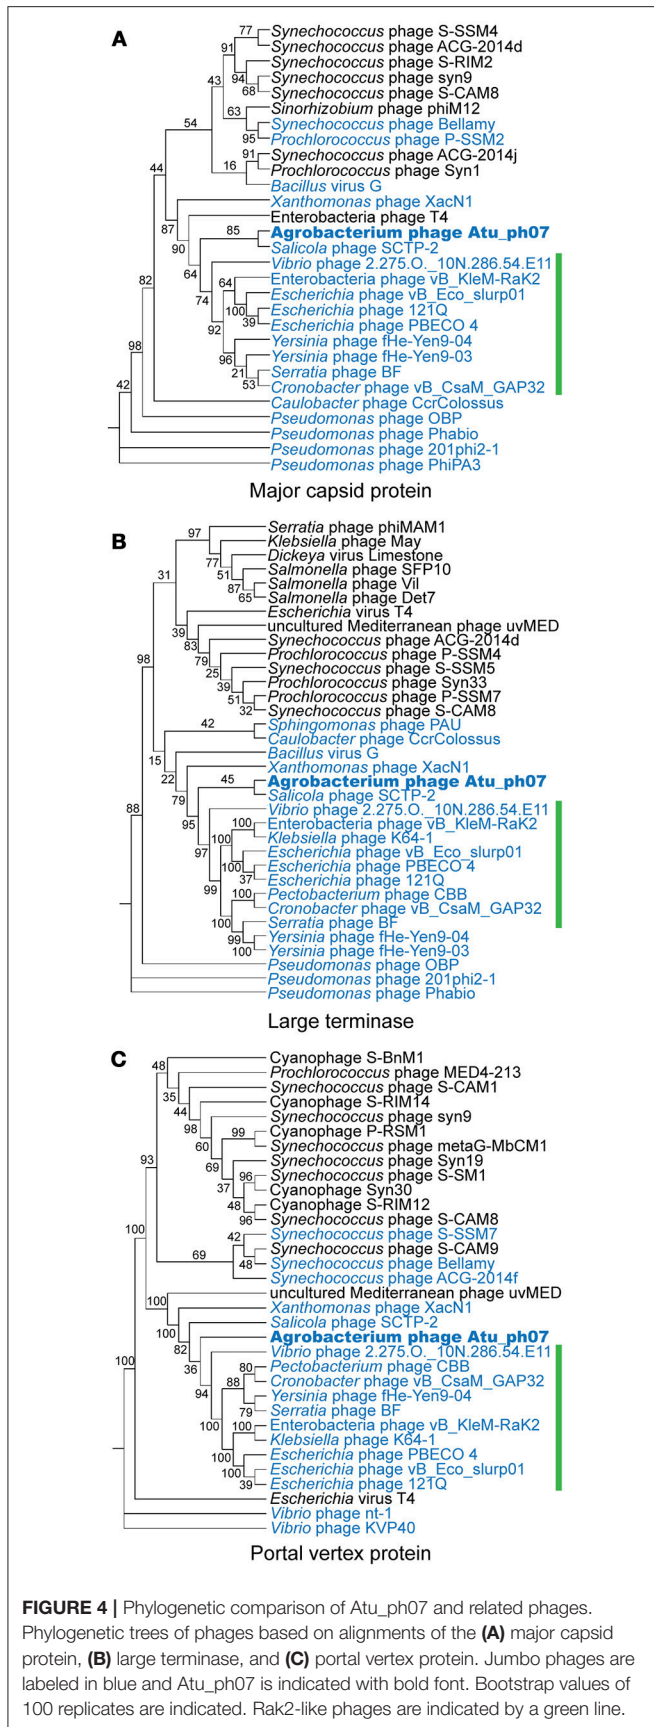 A
77
Synechococcus phage S-SSM4
Synechococcus phage ACG-2014d
91
Synechococcus phage S-RIM2
94
Synechococcus phage syn9
43
68
Synechococcus phage S-CAM8
Sinorhizobium phage phiM12
63
Synechococcus phage Bellamy
54
95
Prochlorococcus phage P-SSM2
91
Synechococcus phage ACG-2014j
16
Prochlorococcus phage Syn1
44
Bacillus virus G
Xanthomonas phage XacN1
87
Enterobacteria phage T4
85
Agrobacterium phage Atu_ph07
90
Salicola phage SCTP-2
64
Vibrio phage 2.275.O._10N.286.54.E11
82
64
Enterobacteria phage vB_KleM-RaK2
74
Escherichia phage vB_Eco_slurp01
100
Escherichia phage 121Q
92
39
Escherichia phage PBECO 4
98
Yersinia phage fHe-Yen9-04
96
Yersinia phage fHe-Yen9-03
21
Serratia phage BF
42
53
Cronobacter phage vB_CsaM_GAP32
Caulobacter phage CcrColossus
Pseudomonas phage OBP
Pseudomonas phage Phabio
Pseudomonas phage 201phi2-1
Pseudomonas phage PhiPA3
Major capsid protein
B
97
Serratia phage phiMAM1
Klebsiella phage May
77
Dickeya virus Limestone
31
51
Salmonella phage SFP10
87
Salmonella phage Vil
65
Salmonella phage Det7
Escherichia virus T4
39
uncultured Mediterranean phage uvMED
83
Synechococcus phage ACG-2014d
79
Prochlorococcus phage P-SSM4
98
25
Synechococcus phage S-SSM5
39
Prochlorococcus phage Syn33
51
Prochlorococcus phage P-SSM7
32
Synechococcus phage S-CAM8
42
Sphingomonas phage PAU
Caulobacter phage CcrColossus
15
Bacillus virus G
22
Xanthomonas phage XacN1
45
Agrobacterium phage Atu_ph07
79
Salicola phage SCTP-2
88
95
Vibrio phage 2.275.O._10N.286.54.E11
100
Enterobacteria phage vB_KleM-RaK2
Klebsiella phage K64-1
97
Escherichia phage vB_Eco_slurp01
100
Escherichia phage PBECO 4
37
Escherichia phage 121Q
99
100
Pectobacterium phage CBB
Cronobacter phage vB_CsaM_GAP32
100
Serratia phage BF
99
Yersinia phage fHe-Yen9-04
100
Yersinia phage fHe-Yen9-03
Pseudomonas phage OBP
Pseudomonas phage 201phi2-1
Pseudomonas phage Phabio
Large terminase
C
48
Cyanophage S-BnM1
Prochlorococcus phage MED4-213
35
Synechococcus phage S-CAM1
44
Cyanophage S-RIM14
98
Synechococcus phage syn9
60
99
Cyanophage P-RSM1
Synechococcus phage metaG-MbCM1
69
Synechococcus phage Syn19
93
96
Synechococcus phage S-SM1
37
Cyanophage Syn30
48
Cyanophage S-RIM12
96
Synechococcus phage S-CAM8
42
Synechococcus phage S-SSM7
100
69
Synechococcus phage S-CAM9
48
Synechococcus phage Bellamy
Synechococcus phage ACG-2014f
uncultured Mediterranean phage uvMED
100
Xanthomonas phage XacN1
Salicola phage SCTP-2
82
Agrobacterium phage Atu_ph07
36
Vibrio phage 2.275.O._10N.286.54.E11
100
80
Pectobacterium phage CBB
88
Cronobacter phage vB_CsaM_GAP32
94
Yersinia phage fHe-Yen9-04
79
Serratia phage BF
100
100
Enterobacteria phage vB_KleM-RaK2
Klebsiella phage K64-1
100
Escherichia phage PBECO 4
100
Escherichia phage vB_Eco_slurp01
39
Escherichia phage 121Q
Escherichia virus T4
Vibrio phage nt-1
Vibrio phage KVP40
Portal vertex protein
FIGURE 4 | Phylogenetic comparison of Atu_ph07 and related phages.
Phylogenetic trees of phages based on alignments of the (A) major capsid
protein, (B) large terminase, and (C) portal vertex protein. Jumbo phages are
labeled in blue and Atu_ph07 is indicated with bold font. Bootstrap values of
100 replicates are indicated. Rak2-like phages are indicated by a green line.